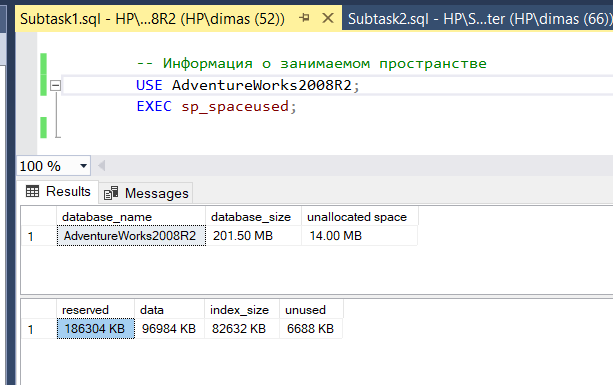 Subtask1.sql - HP\...8R2 (HP\dimas (52))
Subtask2.sql - HP\S...ter (HP\dimas (66))
-- Информация о занимаемом пространстве
USE AdventureWorks2008R2;
EXEC sp_spaceused;
100 %
Results Messages
database_name database_size unallocated space
1 AdventureWorks2008R2 201.50 MB 14.00 MB
reserved data index_size unused
1 186304 KB 96984 KB 82632 KB 6688 KB